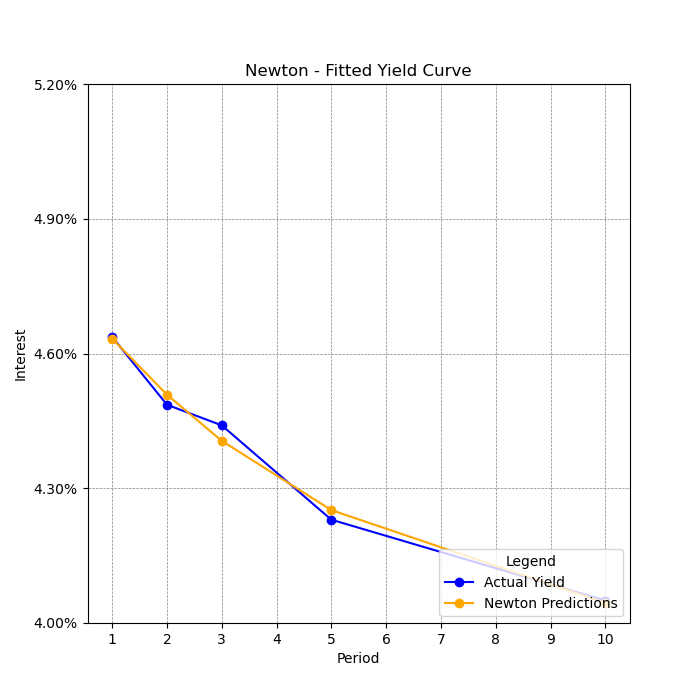 Newton - Fitted Yield Curve
5.20%
4.90%
4.60%
4.30%
4.00%
Interest
1 2 3 4 5 6 7 8 9 10
Period
Legend
Actual Yield
Newton Predictions